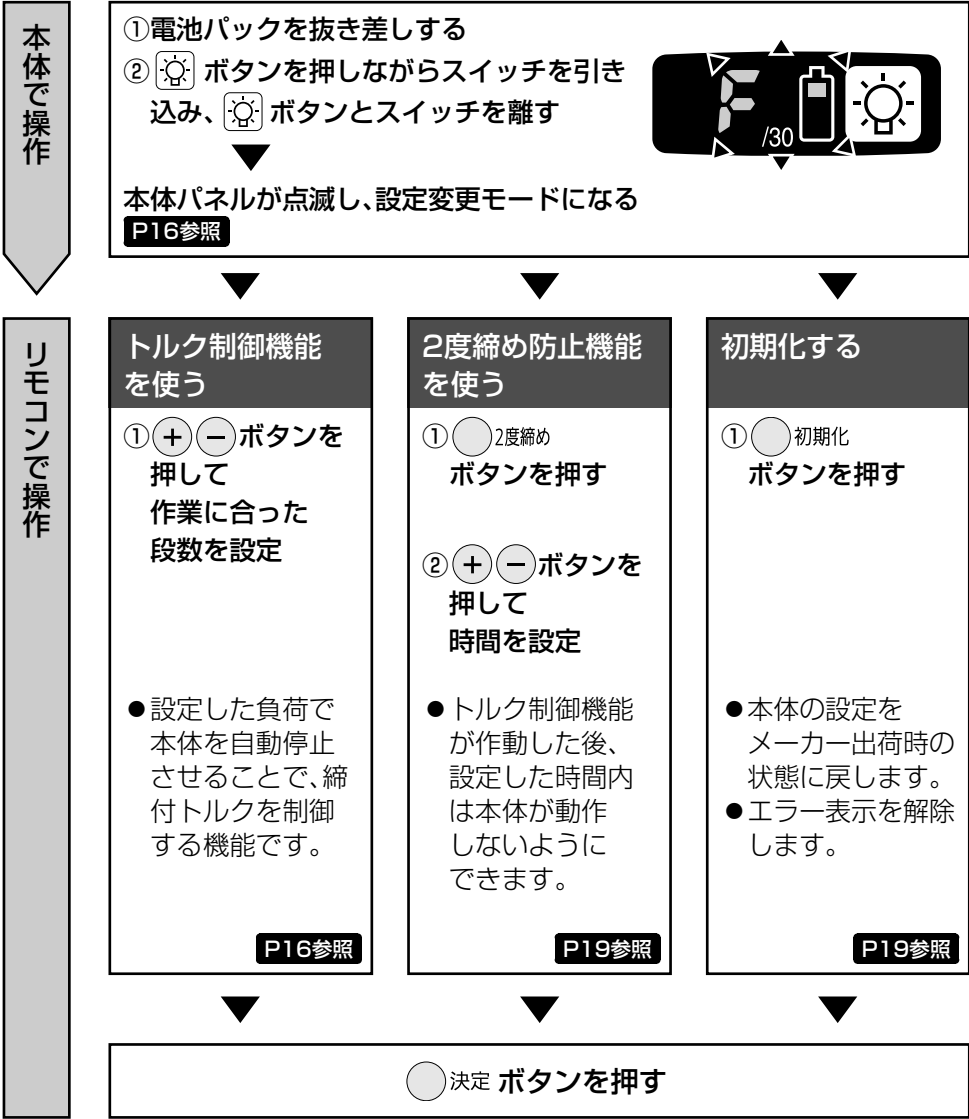 本体で操作
①電池パックを抜き差しする
② ボタンを押しながらスイッチを引き
込み、 ボタンとスイッチを離す
F /30
本体パネルが点滅し、設定変更モードになる
P16参照
リモコンで操作
トルク制御機能
を使う
①+-ボタンを
押して
作業に合った
段数を設定
●設定した負荷で
本体を自動停止
させることで、締
付トルクを制御
する機能です。
P16参照
2度締め防止機能
を使う
① 2度締め
ボタンを押す
②+-ボタンを
押して
時間を設定
●トルク制御機能
が作動した後、
設定した時間内
は本体が動作
しないように
できます。
P19参照
初期化する
① 初期化
ボタンを押す
●本体の設定を
メーカー出荷時の
状態に戻します。
●エラー表示を解除
します。
P19参照
決定 ボタンを押す